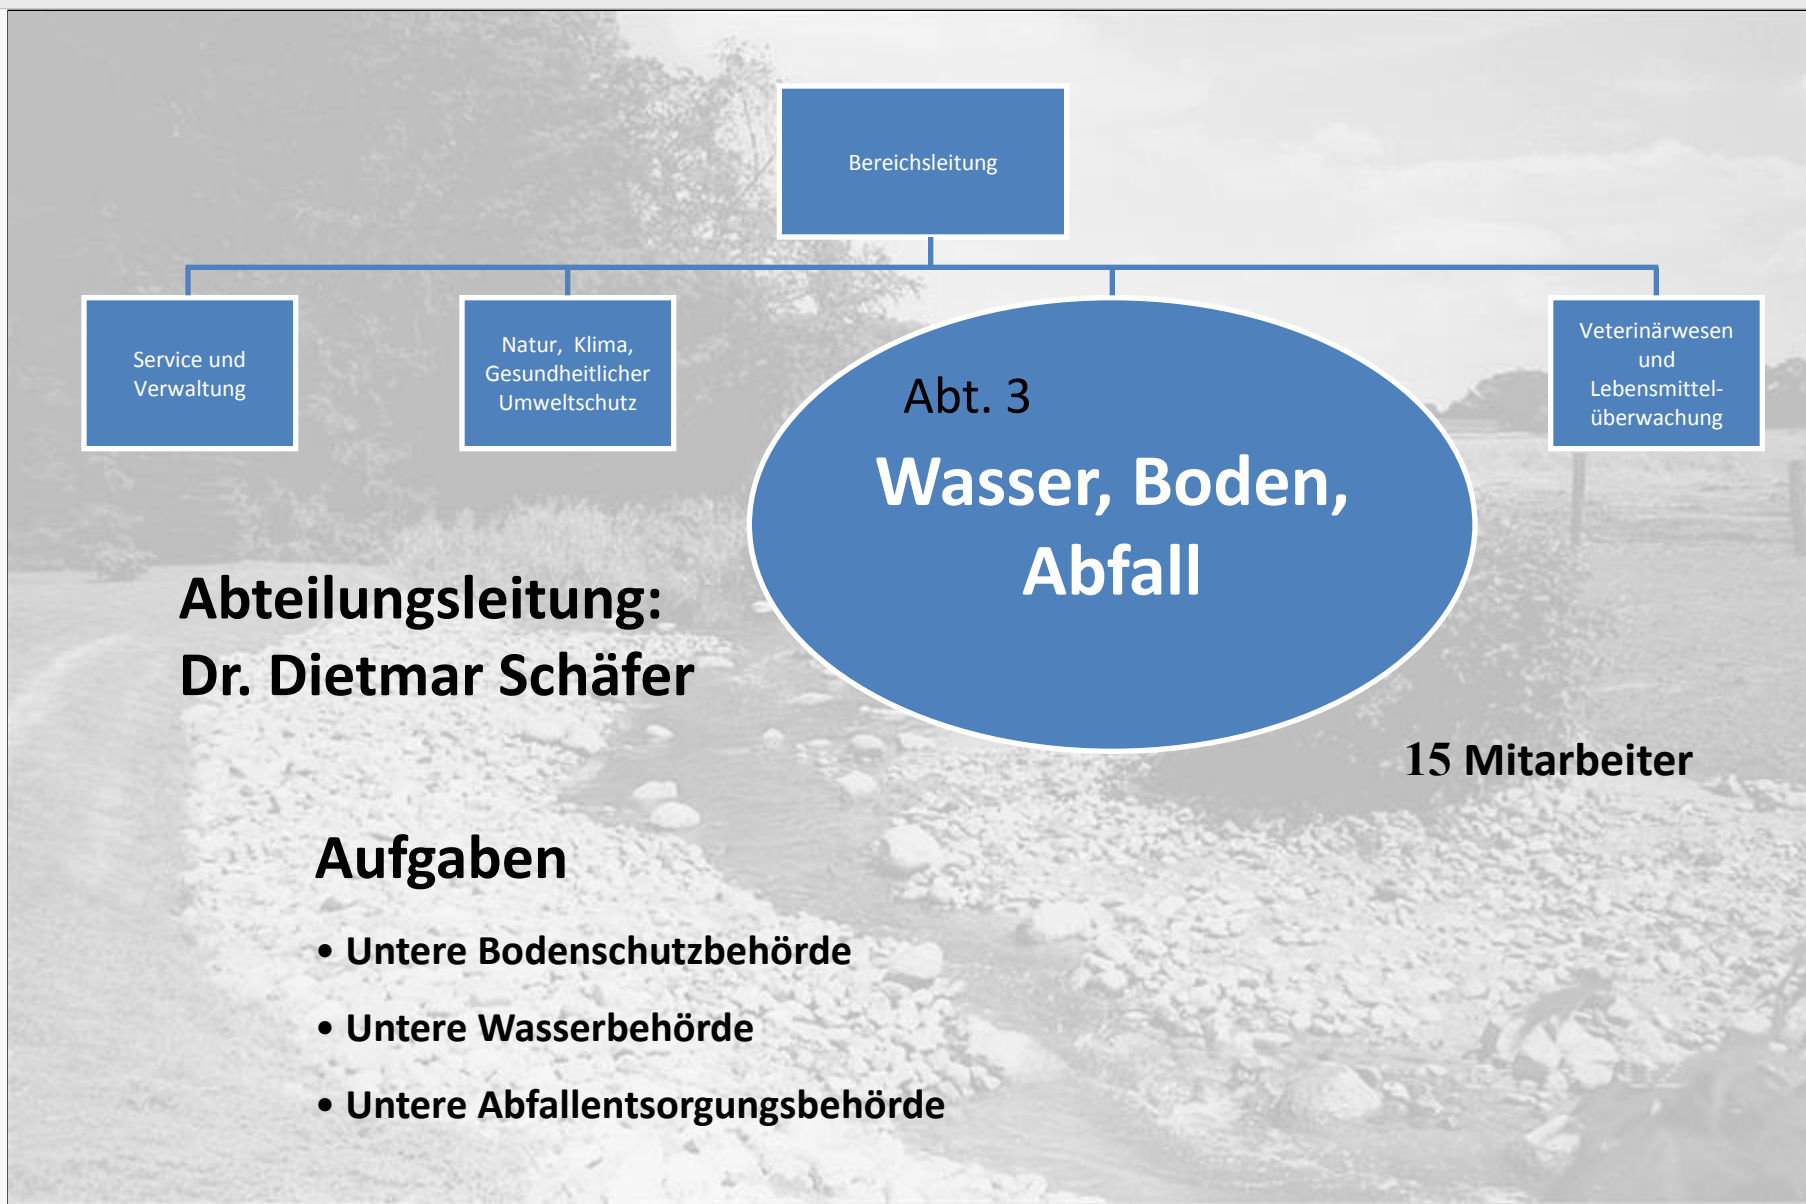 Bereichsleitung
Service und
Verwaltung
Natur, Klima,
Gesundheitlicher
Umweltschutz
Abt. 3
Wasser, Boden,
Abfall
Veterinärwesen
und
Lebensmittel-
überwachung
Abteilungsleitung:
Dr. Dietmar Schäfer
15 Mitarbeiter
Aufgaben
• Untere Bodenschutzbehörde
• Untere Wasserbehörde
• Untere Abfallentsorgungsbehörde